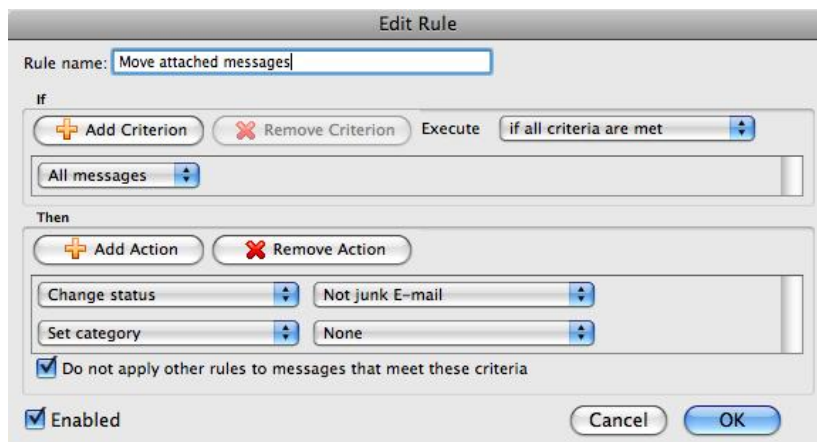 Edit Rule
Rule name: Move attached messages
If
Add Criterion Remove Criterion Execute if all criteria are met
All messages
Then
Add Action Remove Action
Change status Not junk E-mail
Set category None
Do not apply other rules to messages that meet these criteria
Enabled Cancel OK